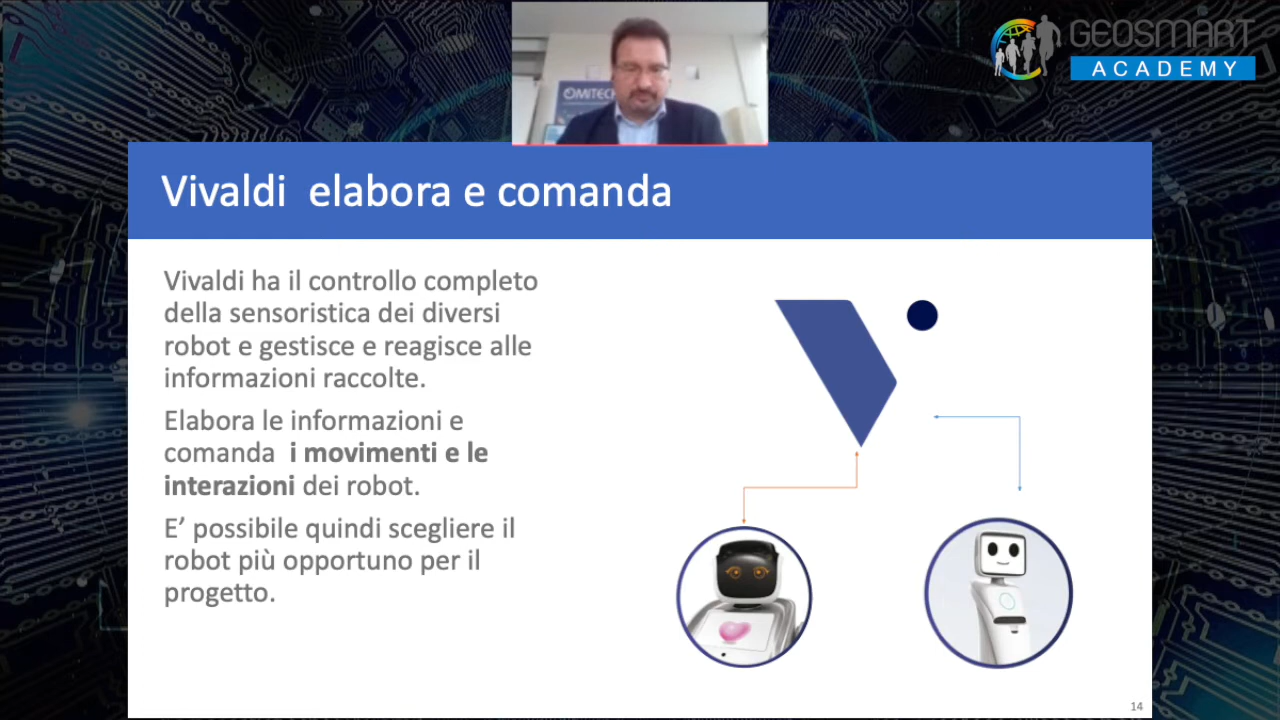 GEOSMART
ACADEMY
OMITECH
Vivaldi elabora e comanda
Vivaldi ha il controllo completo
della sensoristica dei diversi
robot e gestisce e reagisce alle
informazioni raccolte.
Elabora le informazioni e
comanda i movimenti e le
interazioni dei robot.
E’ possibile quindi scegliere il
robot più opportuno per il
progetto.
14